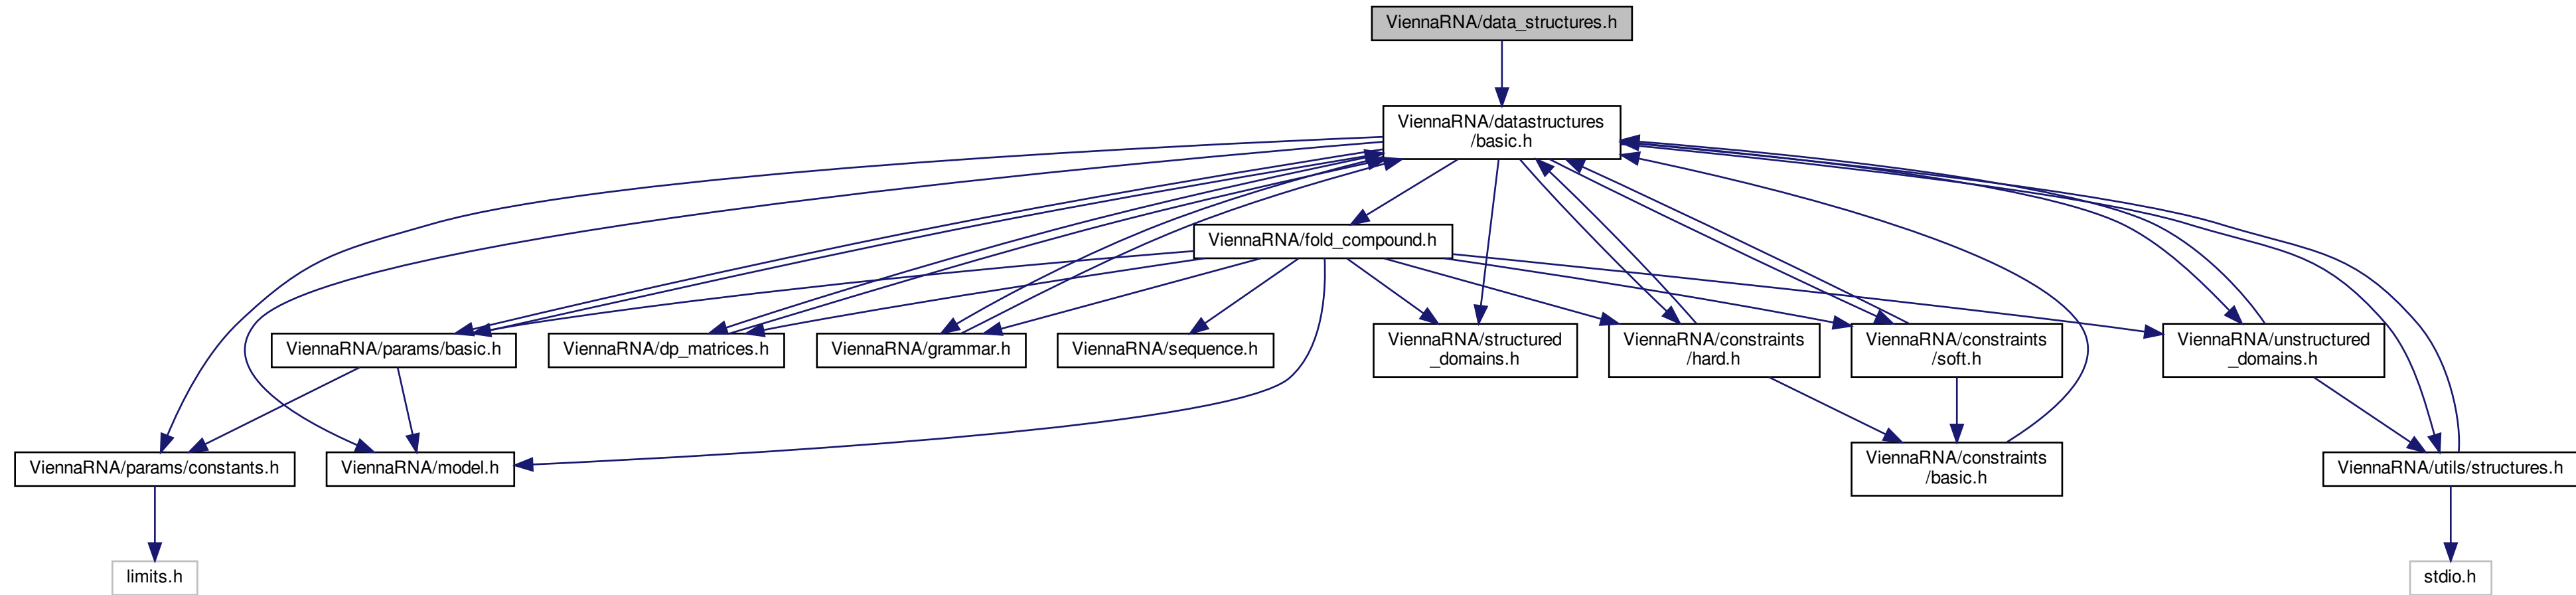 ViennaRNA/data_structures.h
ViennaRNA/datastructures
/basic.h
ViennaRNA/fold_compound.h
ViennaRNA/params/basic.h
ViennaRNA/dp_matrices.h
ViennaRNA/grammar.h
ViennaRNA/sequence.h
ViennaRNA/structured
_domains.h
ViennaRNA/constraints
/hard.h
ViennaRNA/constraints
/soft.h
ViennaRNA/unstructured
_domains.h
ViennaRNA/params/constants.h
ViennaRNA/model.h
ViennaRNA/constraints
/basic.h
ViennaRNA/utils/structures.h
limits.h
stdio.h